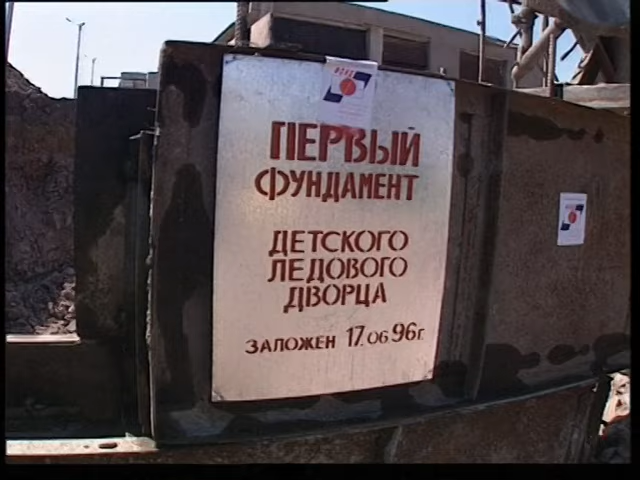 ПЕРВЫЙ
ФУНДАМЕНТ
ДЕТСКОГО
ЛЕДОВОГО
ДВОРЦА
ЗАЛОЖЕН 17.06.96г.